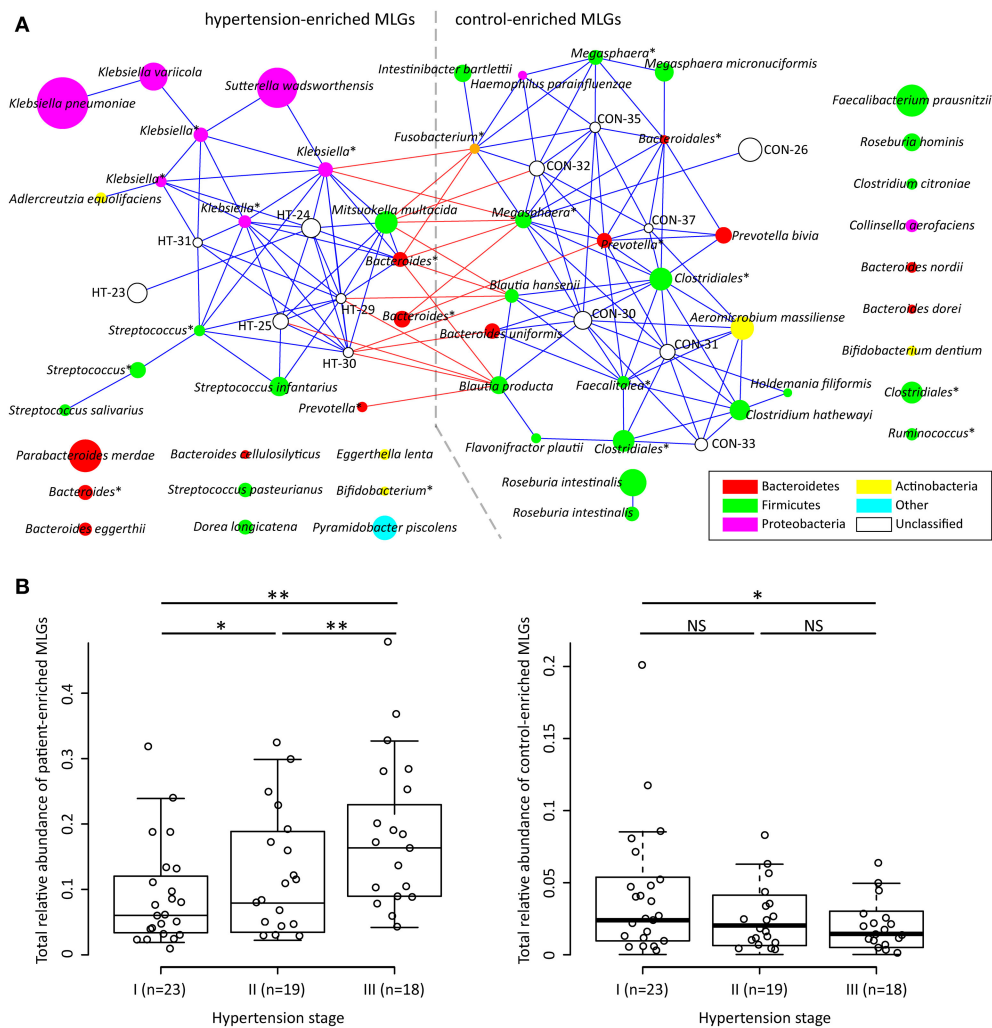 A
hypertension-enriched MLGs
control-enriched MLGs
Klebsiella variicola
Klebsiella pneumoniae
Sutterella wadsworthensis
Klebsiella*
Klebsiella*
Klebsiella*
Adlercreutzia equolifaciens
Klebsiella*
HT-24
Mitsuokella multacida
HT-31
Bacteroides*
HT-23
HT-29
Bacteroides*
HT-25
Streptococcus*
HT-30
Streptococcus*
Streptococcus infantarius
Streptococcus salivarius
Prevotella*
Parabacteroides merdae
Bacteroides cellulosilyticus
Eggerthella lenta
Bacteroides*
Streptococcus pasteurianus
Bifidobacterium*
Bacteroides eggerthii
Dorea longicatena
Pyramidobacter piscolens
Megasphaera*
Intestinibacter bartlettii
Megasphaera micronuciformis
Haemophilus parainfluenzae
CON-35
Fusobacterium*
Bacteroidales*
CON-26
CON-32
Megasphaera*
CON-37
Prevotella*
Prevotella bivia
Clostridiales*
Blautia hansenii
Aeromicrobium massiliense
CON-30
Bacteroides uniformis
CON-31
Blautia producta
Faecalitalea*
Holdemania filiformis
Clostridium hathewayi
Flavonifractor plautii
Clostridiales*
CON-33
Roseburia intestinalis
Roseburia intestinalis
Faecalibacterium prausnitzii
Roseburia hominis
Clostridium citroniae
Collinsella aerofaciens
Bacteroides nordii
Bacteroides dorei
Bifidobacterium dentium
Clostridiales*
Ruminococcus*
Bacteroidetes
Actinobacteria
Firmicutes
Other
Proteobacteria
Unclassified
B
**
*
**
Total relative abundance of patient-enriched MLGs
0.4
0.3
0.2
0.1
0
I (n=23)
II (n=19)
III (n=18)
Hypertension stage
*
NS
NS
Total relative abundance of control-enriched MLGs
0.2
0.15
0.1
0.05
0
I (n=23)
II (n=19)
III (n=18)
Hypertension stage